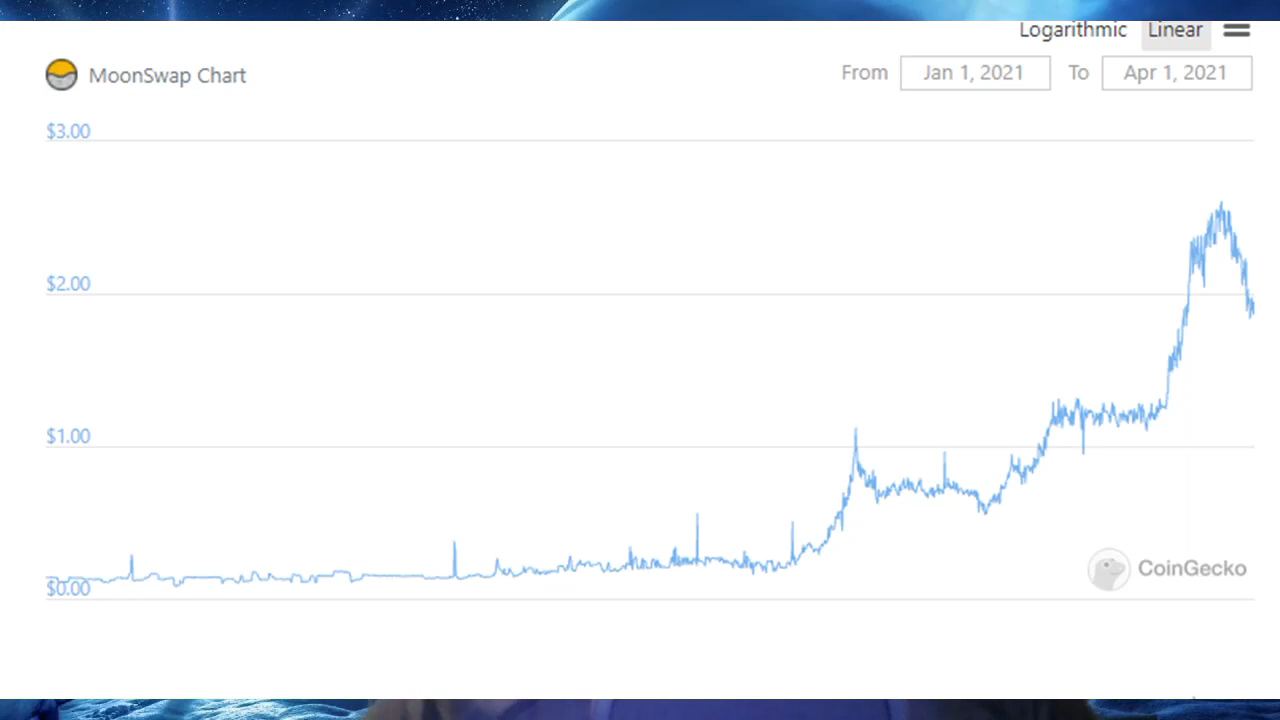 Logarithmic Linear
MoonSwap Chart From Jan 1, 2021 To Apr 1, 2021
$3.00
$2.00
$1.00
$0.00
CoinGecko